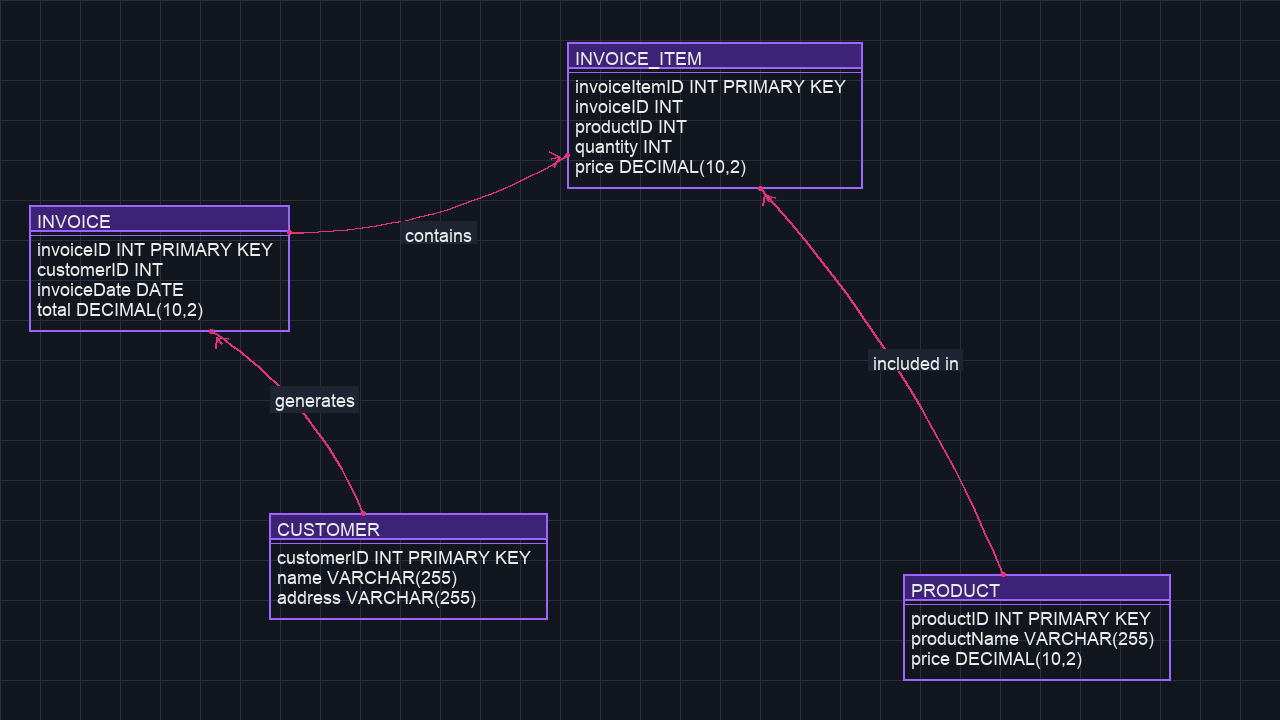 INVOICE_ITEM
invoiceItemID INT PRIMARY KEY
invoiceID INT
productID INT
quantity INT
price DECIMAL(10,2)
INVOICE
invoiceID INT PRIMARY KEY
customerID INT
invoiceDate DATE
total DECIMAL(10,2)
contains
included in
generates
CUSTOMER
customerID INT PRIMARY KEY
name VARCHAR(255)
address VARCHAR(255)
PRODUCT
productID INT PRIMARY KEY
productName VARCHAR(255)
price DECIMAL(10,2)